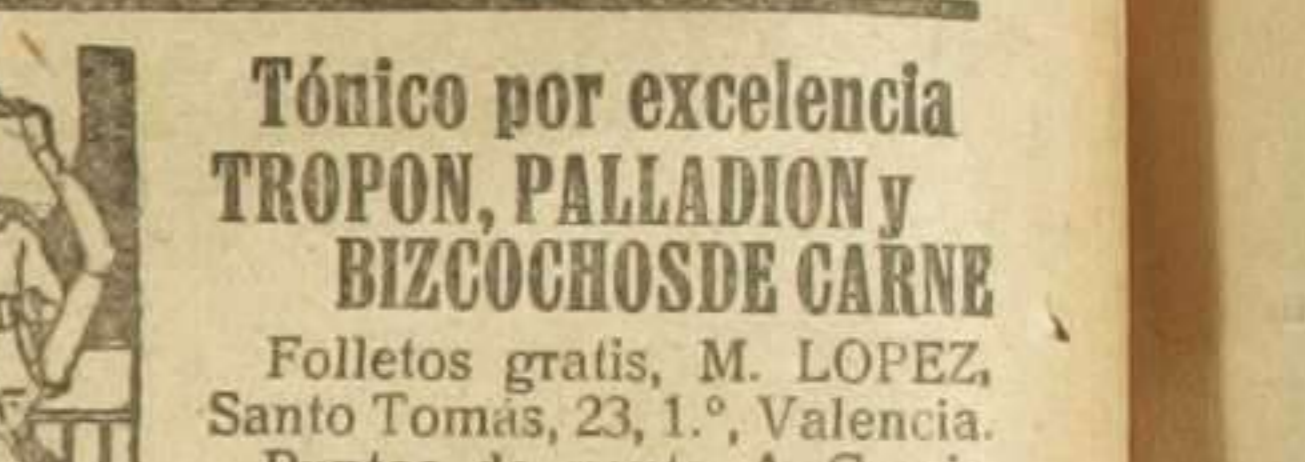 Tónico por excelencia
TROPON, PALLADION y
BIZCOCHOSDE CARNE
Folletos gratis, M. LOPEZ,
Santo Tomás, 23, 1.º, Valencia.